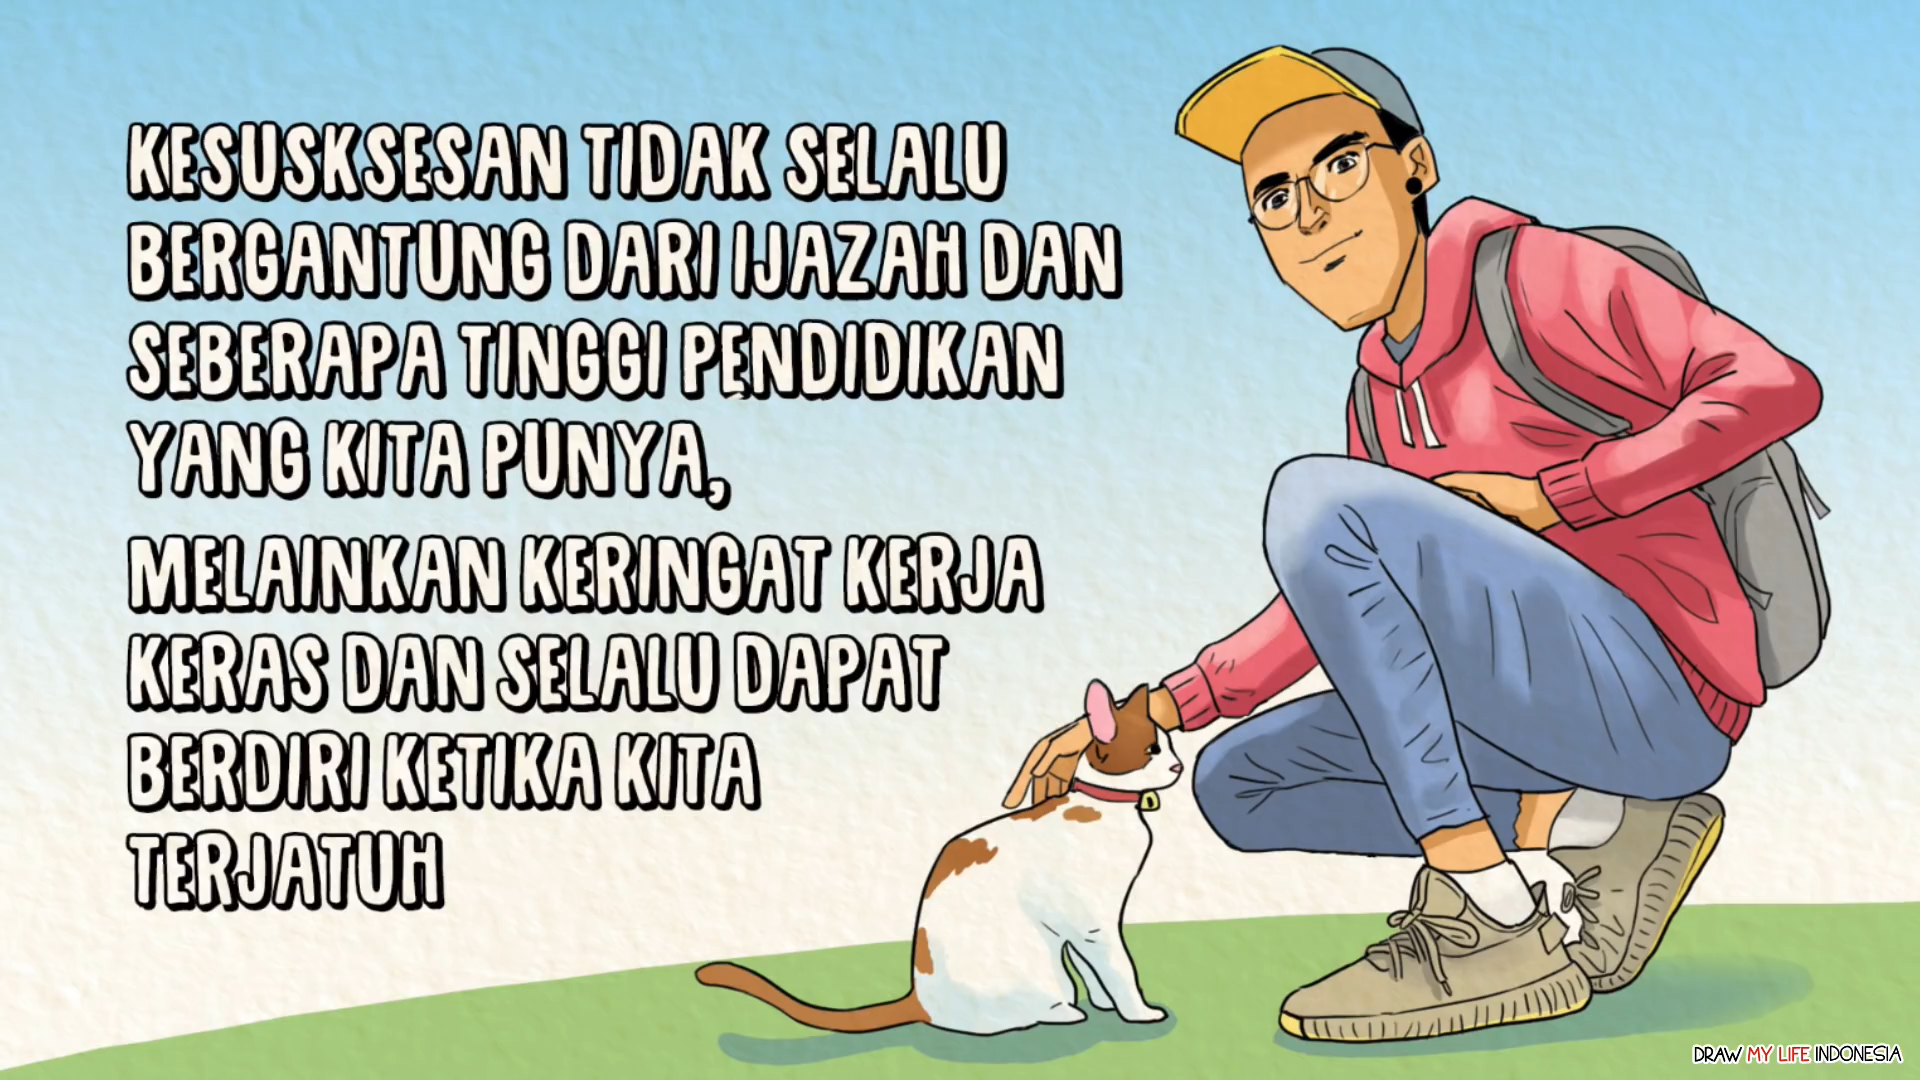 KESUSKSESAN TIDAK SELALU
BERGANTUNG DARI IJAZAH DAN
SEBERAPA TINGGI PENDIDIKAN
YANG KITA PUNYA,
MELAINKAN KERINGAT KERJA
KERAS DAN SELALU DAPAT
BERDIRI KETIKA KITA
TERJATUH
DRAW MY LIFE INDONESIA